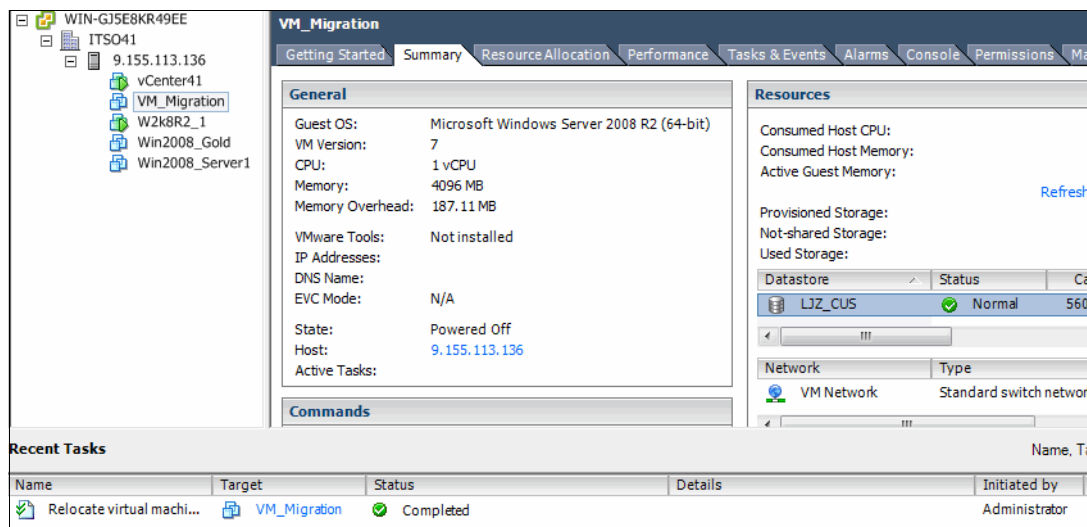 WIN-GJ5E8KR49EE
ITSO41
9.155.113.136
vCenter41
VM_Migration
W2k8R2_1
Win2008_Gold
Win2008_Server1
VM_Migration
Getting Started Summary Resource Allocation Performance Tasks & Events Alarms Console Permissions Ma
General
Guest OS: Microsoft Windows Server 2008 R2 (64-bit)
VM Version: 7
CPU: 1 vCPU
Memory: 4096 MB
Memory Overhead: 187.11 MB
VMware Tools: Not installed
IP Addresses:
DNS Name:
EVC Mode: N/A
State: Powered Off
Host: 9.155.113.136
Active Tasks:
Commands
Resources
Consumed Host CPU:
Consumed Host Memory:
Active Guest Memory:
Refresh
Provisioned Storage:
Not-shared Storage:
Used Storage:
Datastore Status Ca
LJZ_CUS Normal 560
Network Type
VM Network Standard switch networ
Recent Tasks Name, Ta
Name Target Status Details Initiated by
Relocate virtual machi... VM_Migration Completed Administrator